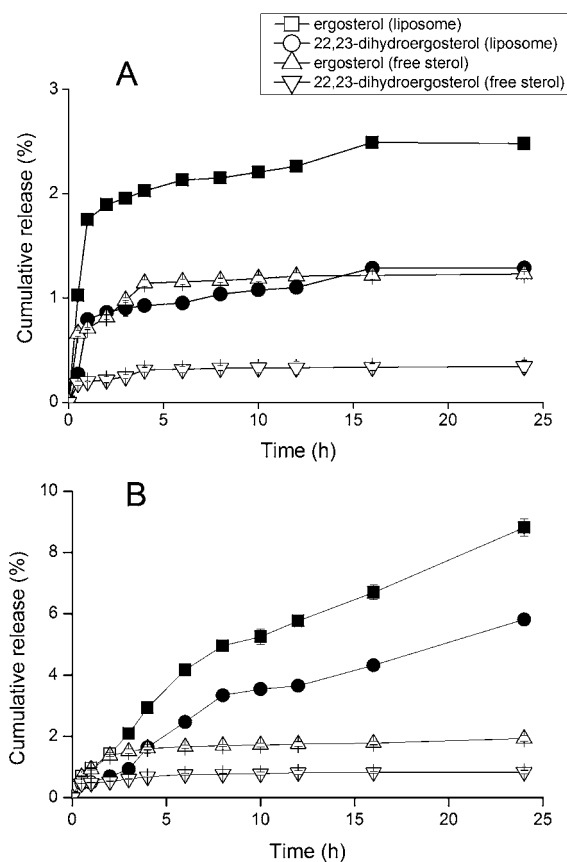 ergosterol (liposome)
22,23-dihydroergosterol (liposome)
ergosterol (free sterol)
22,23-dihydroergosterol (free sterol)
A
3
2
1
0
Cumulative release (%)
0 5 10 15 20 25
Time (h)
B
10
8
6
4
2
0
Cumulative release (%)
0 5 10 15 20 25
Time (h)